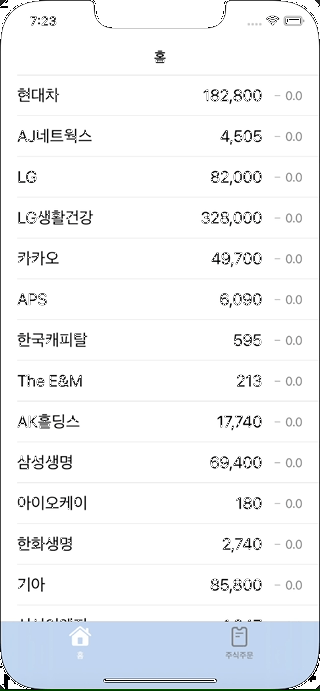 7:23
홈
현대차 182,800 - 0.0
AJ네트웍스 4,505 - 0.0
LG 82,000 - 0.0
LG생활건강 328,000 - 0.0
카카오 49,700 - 0.0
APS 6,090 - 0.0
한국캐피탈 595 - 0.0
The E&M 213 - 0.0
AK홀딩스 17,740 - 0.0
삼성생명 69,400 - 0.0
아이오케이 180 - 0.0
한화생명 2,740 - 0.0
기아 85,800 - 0.0
홈 주식주문